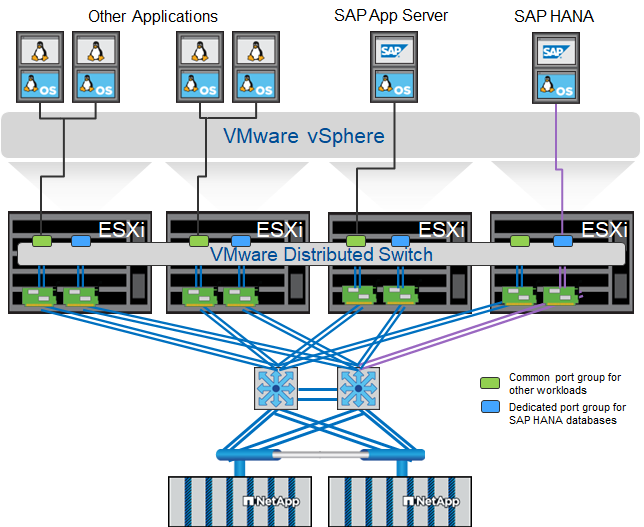 Other Applications
SAP App Server
SAP HANA
SAP
SAP
OS
OS
OS
OS
OS
OS
VMware vSphere
ESXi
ESXi
ESXi
ESXi
VMware Distributed Switch
Common port group for
other workloads
Dedicated port group for
SAP HANA databases
NetApp
NetApp